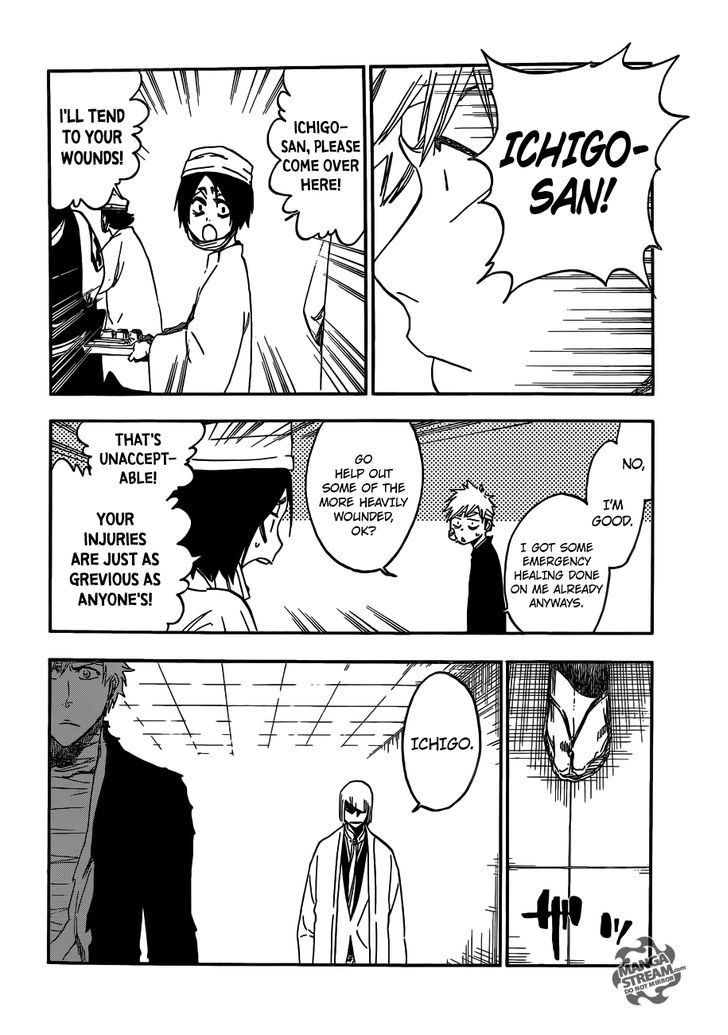 ICHIGO-
SAN!
ICHIGO-
SAN, PLEASE
COME OVER
HERE!
I'LL TEND
TO YOUR
WOUNDS!
NO,
I'M
GOOD.
I GOT SOME
EMERGENCY
HEALING DONE
ON ME ALREADY
ANYWAYS.
GO
HELP OUT
SOME OF THE
MORE HEAVILY
WOUNDED,
OK?
THAT'S
UNACCEPT-
ABLE!
YOUR
INJURIES
ARE JUST AS
GREVIOUS AS
ANYONE'S!
ICHIGO.
MANGA
STREAM.com
DO NOT MIRROR